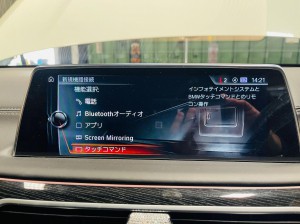 新規機器接続
2
14:21
機能選択:
電話
Bluetoothオーディオ
アプリ
Screen Mirroring
タッチコマンド
インフォテイメントシステムと
BMWタッチコマンドとのリモ
コン操作